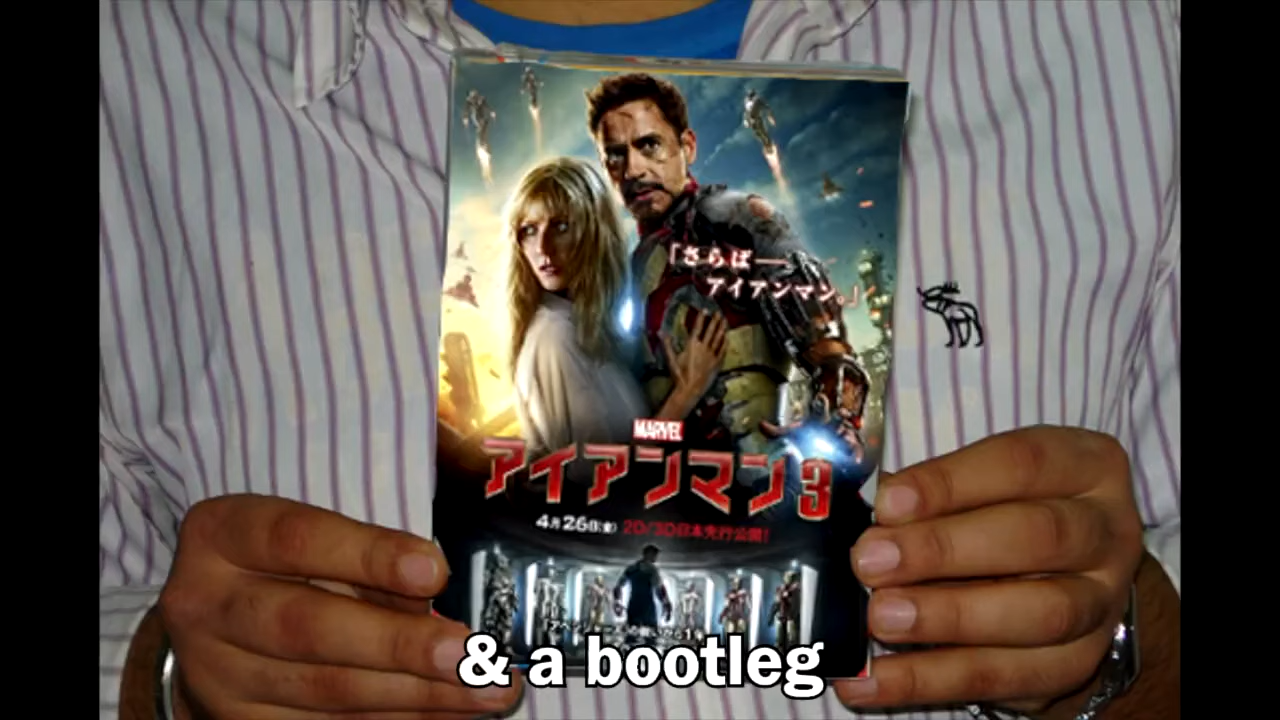 「さらば——
アイアンマン。」
MARVEL
アイアンマン3
4月26日(金) 2D/3D日本先行公開!
& a bootleg